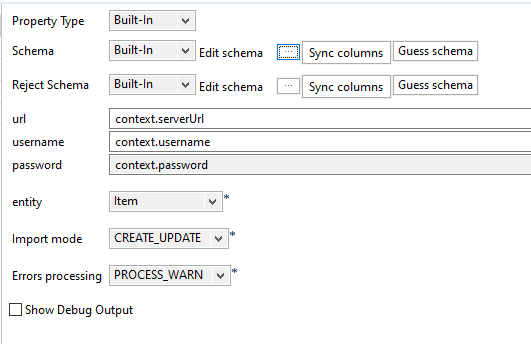 Property Type Built-In
Schema Built-In Edit schema ... Sync columns Guess schema
Reject Schema Built-In Edit schema ... Sync columns Guess schema
url context.serverUrl
username context.username
password context.password
entity Item *
Import mode CREATE_UPDATE *
Errors processing PROCESS_WARN *
Show Debug Output